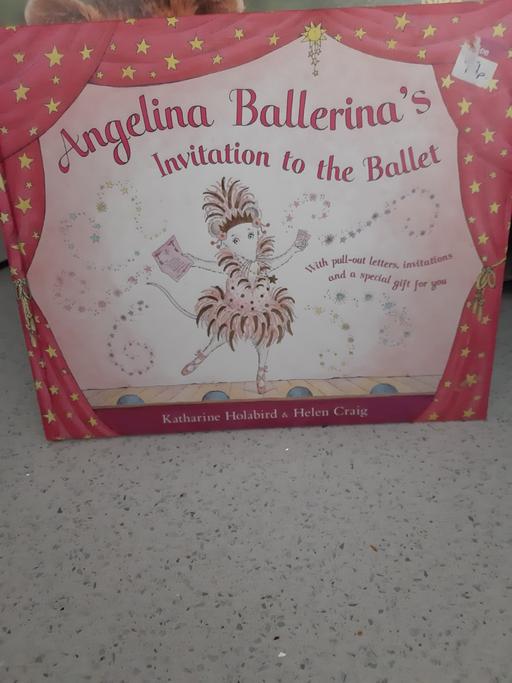 Angelina Ballerina's
Invitation to the Ballet
With pull-out letters, invitations
and a special gift for you
Katharine Holabird & Helen Craig